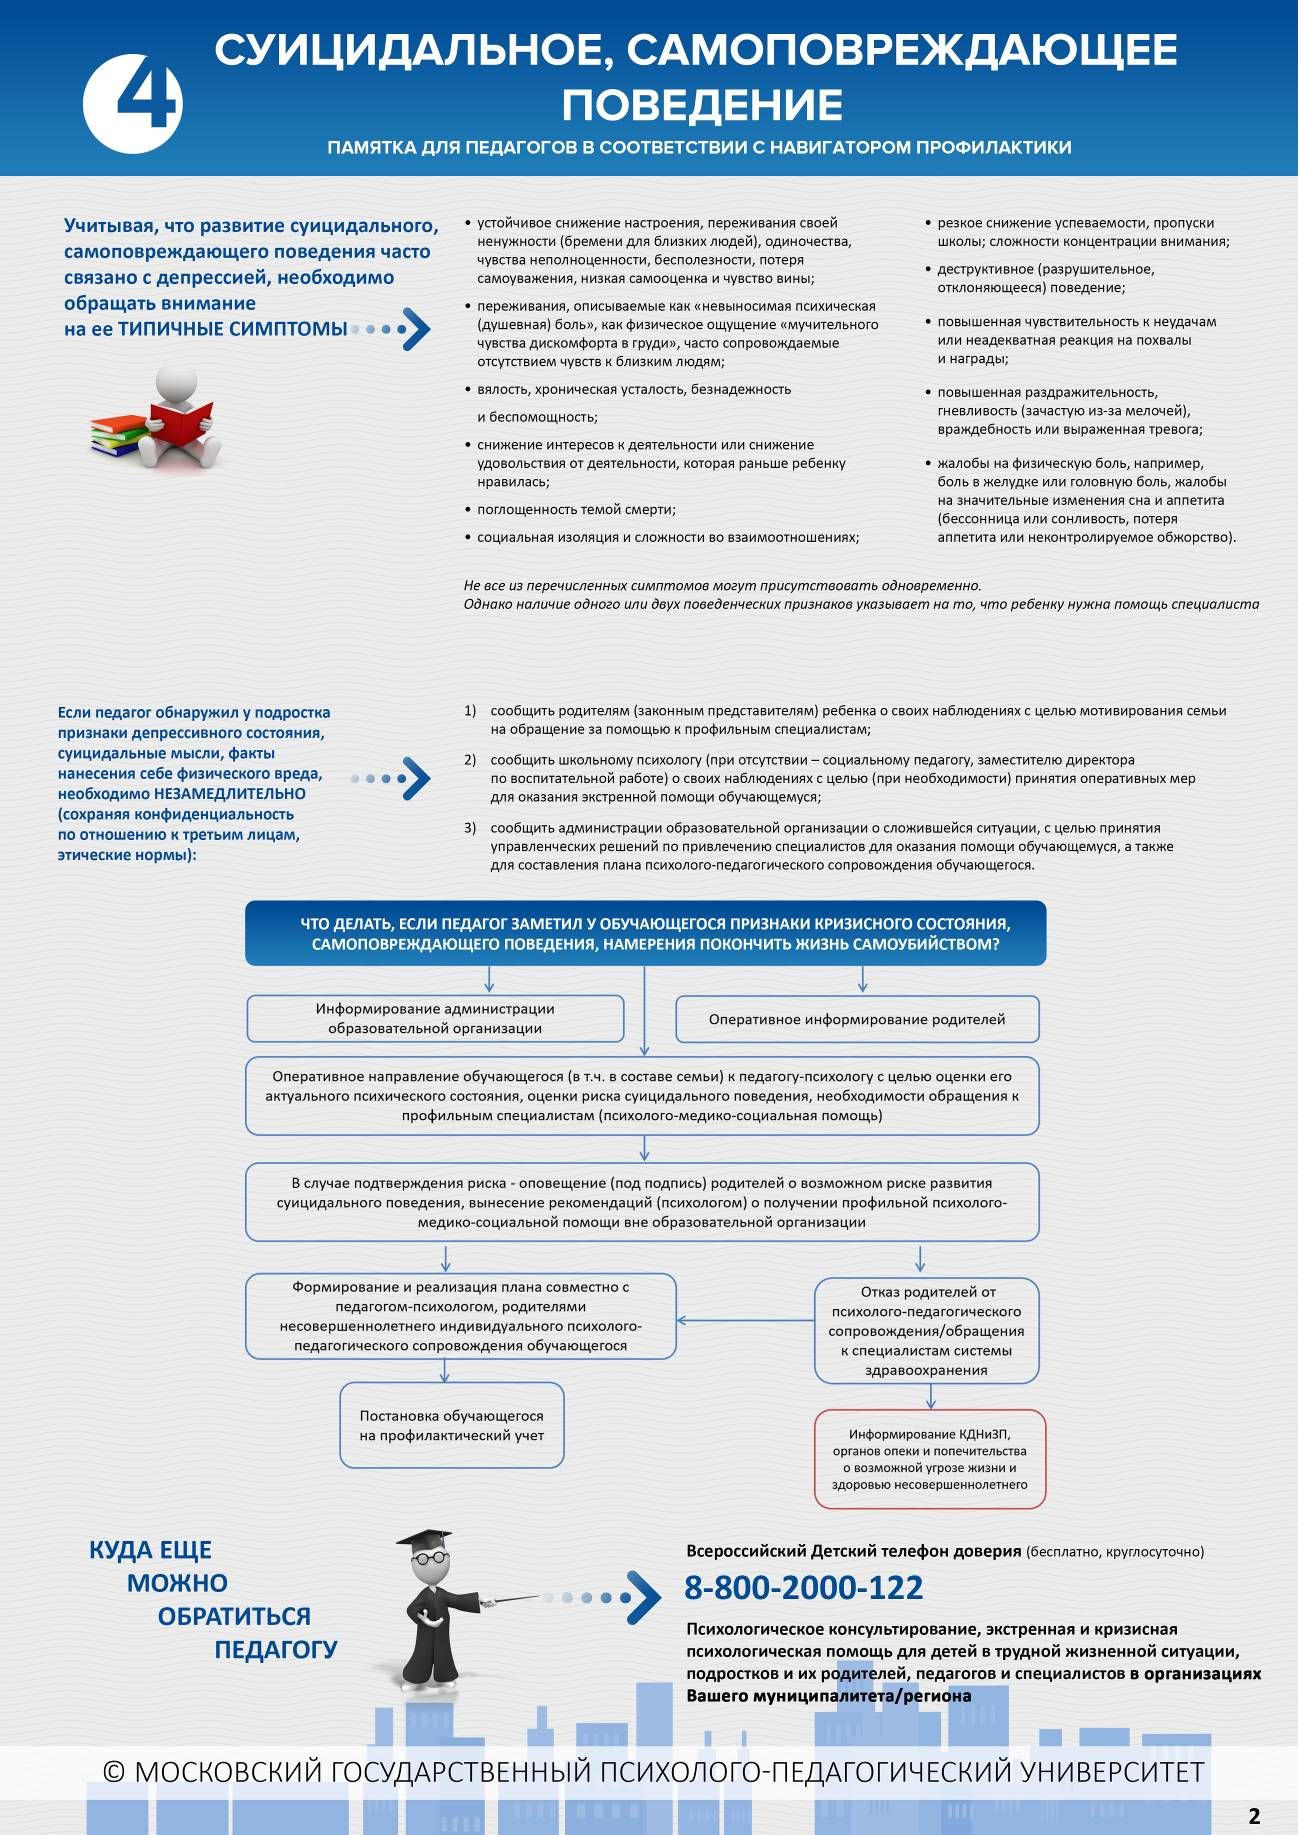 4
СУИЦИДАЛЬНОЕ, САМОПОВРЕЖДАЮЩЕЕ
ПОВЕДЕНИЕ
ПАМЯТКА ДЛЯ ПЕДАГОГОВ В СООТВЕТСТВИИ С НАВИГАТОРОМ ПРОФИЛАКТИКИ
Учитывая, что развитие суицидального,
самоповреждающего поведения часто
связано с депрессией, необходимо
обращать внимание
на ее ТИПИЧНЫЕ СИМПТОМЫ
• устойчивое снижение настроения, переживания своей
ненужности (бремени для близких людей), одиночества,
чувства неполноценности, бесполезности, потеря
самоуважения, низкая самооценка и чувство вины;
• переживания, описываемые как «невыносимая психическая
(душевная) боль», как физическое ощущение «мучительного
чувства дискомфорта в груди», часто сопровождаемые
отсутствием чувств к близким людям;
• вялость, хроническая усталость, безнадежность
и беспомощность;
• снижение интересов к деятельности или снижение
удовольствия от деятельности, которая раньше ребенку
нравилась;
• поглощенность темой смерти;
• социальная изоляция и сложности во взаимоотношениях;
• резкое снижение успеваемости, пропуски
школы; сложности концентрации внимания;
• деструктивное (разрушительное,
отклоняющееся) поведение;
• повышенная чувствительность к неудачам
или неадекватная реакция на похвалы
и награды;
• повышенная раздражительность,
гневливость (зачастую из-за мелочей),
враждебность или выраженная тревога;
• жалобы на физическую боль, например,
боль в желудке или головную боль, жалобы
на значительные изменения сна и аппетита
(бессонница или сонливость, потеря
аппетита или неконтролируемое обжорство).
Не все из перечисленных симптомов могут присутствовать одновременно.
Однако наличие одного или двух поведенческих признаков указывает на то, что ребенку нужна помощь специалиста
Если педагог обнаружил у подростка
признаки депрессивного состояния,
суицидальные мысли, факты
нанесения себе физического вреда,
необходимо НЕЗАМЕДЛИТЕЛЬНО
(сохраняя конфиденциальность
по отношению к третьим лицам,
этические нормы):
1) сообщить родителям (законным представителям) ребенка о своих наблюдениях с целью мотивирования семьи
на обращение за помощью к профильным специалистам;
2) сообщить школьному психологу (при отсутствии – социальному педагогу, заместителю директора
по воспитательной работе) о своих наблюдениях с целью (при необходимости) принятия оперативных мер
для оказания экстренной помощи обучающемуся;
3) сообщить администрации образовательной организации о сложившейся ситуации, с целью принятия
управленческих решений по привлечению специалистов для оказания помощи обучающемуся, а также
для составления плана психолого-педагогического сопровождения обучающегося.
ЧТО ДЕЛАТЬ, ЕСЛИ ПЕДАГОГ ЗАМЕТИЛ У ОБУЧАЮЩЕГОСЯ ПРИЗНАКИ КРИЗИСНОГО СОСТОЯНИЯ,
САМОПОВРЕЖДАЮЩЕГО ПОВЕДЕНИЯ, НАМЕРЕНИЯ ПОКОНЧИТЬ ЖИЗНЬ САМОУБИЙСТВОМ?
Информирование администрации
образовательной организации
Оперативное информирование родителей
Оперативное направление обучающегося (в т.ч. в составе семьи) к педагогу-психологу с целью оценки его
актуального психического состояния, оценки риска суицидального поведения, необходимости обращения к
профильным специалистам (психолого-медико-социальная помощь)
В случае подтверждения риска - оповещение (под подпись) родителей о возможном риске развития
суицидального поведения, вынесение рекомендаций (психологом) о получении профильной психолого-
медико-социальной помощи вне образовательной организации
Формирование и реализация плана совместно с
педагогом-психологом, родителями
несовершеннолетнего индивидуального психолого-
педагогического сопровождения обучающегося
Отказ родителей от
психолого-педагогического
сопровождения/обращения
к специалистам системы
здравоохранения
Постановка обучающегося
на профилактический учет
Информирование КДНиЗП,
органов опеки и попечительства
о возможной угрозе жизни и
здоровью несовершеннолетнего
КУДА ЕЩЕ
МОЖНО
ОБРАТИТЬСЯ
ПЕДАГОГУ
Всероссийский Детский телефон доверия (бесплатно, круглосуточно)
8-800-2000-122
Психологическое консультирование, экстренная и кризисная
психологическая помощь для детей в трудной жизненной ситуации,
подростков и их родителей, педагогов и специалистов в организациях
Вашего муниципалитета/региона
© МОСКОВСКИЙ ГОСУДАРСТВЕННЫЙ ПСИХОЛОГО-ПЕДАГОГИЧЕСКИЙ УНИВЕРСИТЕТ
2